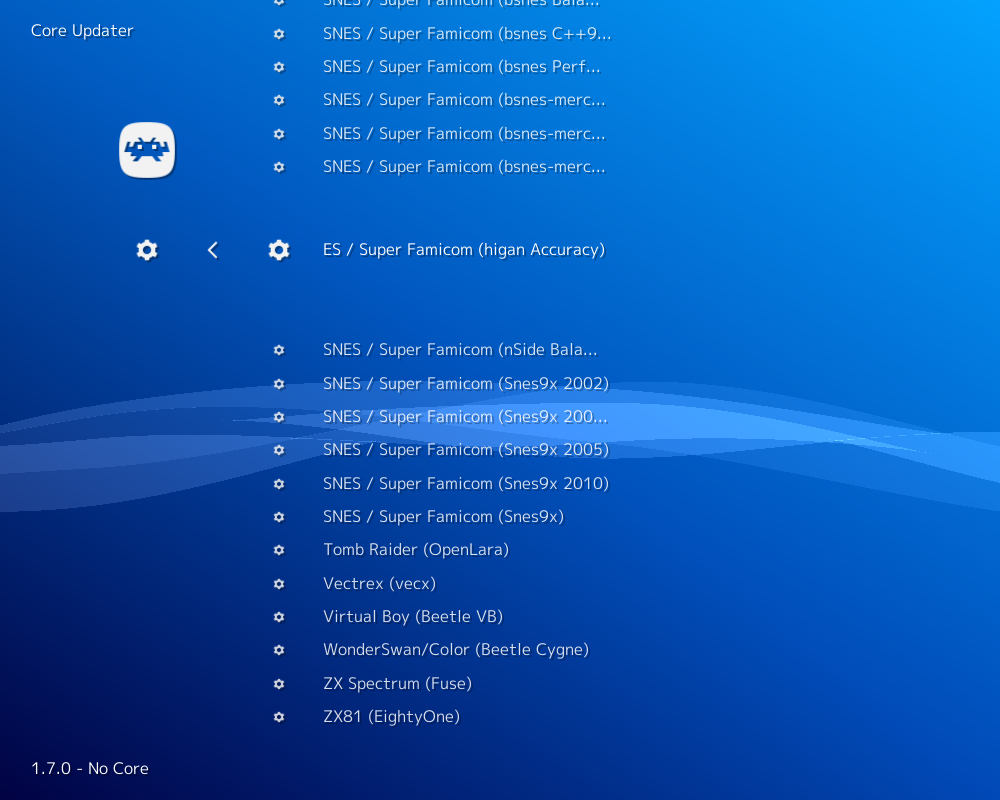 SNES / Super Famicom (bsnes Bala...
Core Updater
SNES / Super Famicom (bsnes C++9...
SNES / Super Famicom (bsnes Perf...
SNES / Super Famicom (bsnes-merc...
SNES / Super Famicom (bsnes-merc...
SNES / Super Famicom (bsnes-merc...
ES / Super Famicom (higan Accuracy)
SNES / Super Famicom (nSide Bala...
SNES / Super Famicom (Snes9x 2002)
SNES / Super Famicom (Snes9x 200...
SNES / Super Famicom (Snes9x 2005)
SNES / Super Famicom (Snes9x 2010)
SNES / Super Famicom (Snes9x)
Tomb Raider (OpenLara)
Vectrex (vecx)
Virtual Boy (Beetle VB)
WonderSwan/Color (Beetle Cygne)
ZX Spectrum (Fuse)
ZX81 (EightyOne)
1.7.0 - No Core